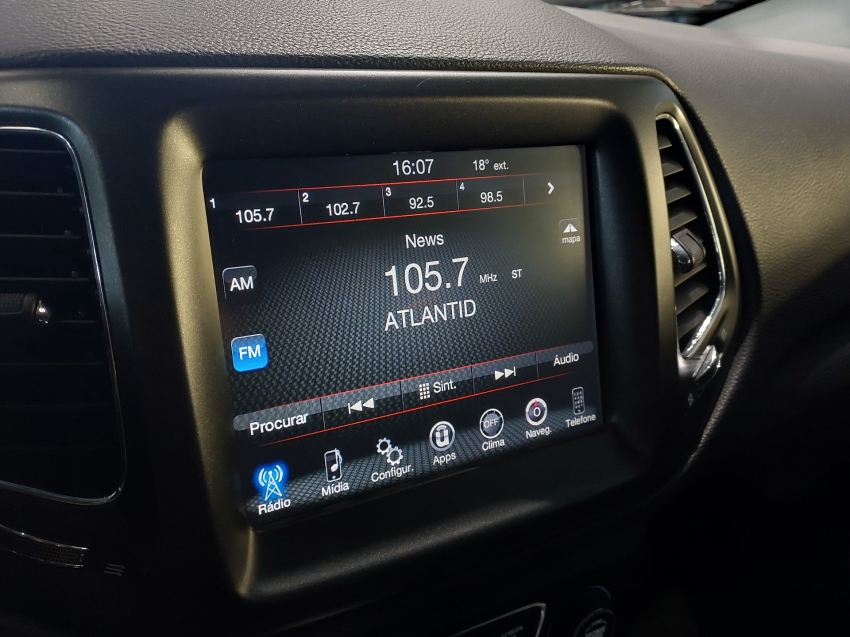 16:07 18° ext.
1 105.7 2 102.7 3 92.5 4 98.5
mapa
News
AM
105.7 MHz ST
ATLANTID
FM
Procurar Sint. Áudio
Rádio Mídia Configur. Apps OFF Clima Naveg. Telefone